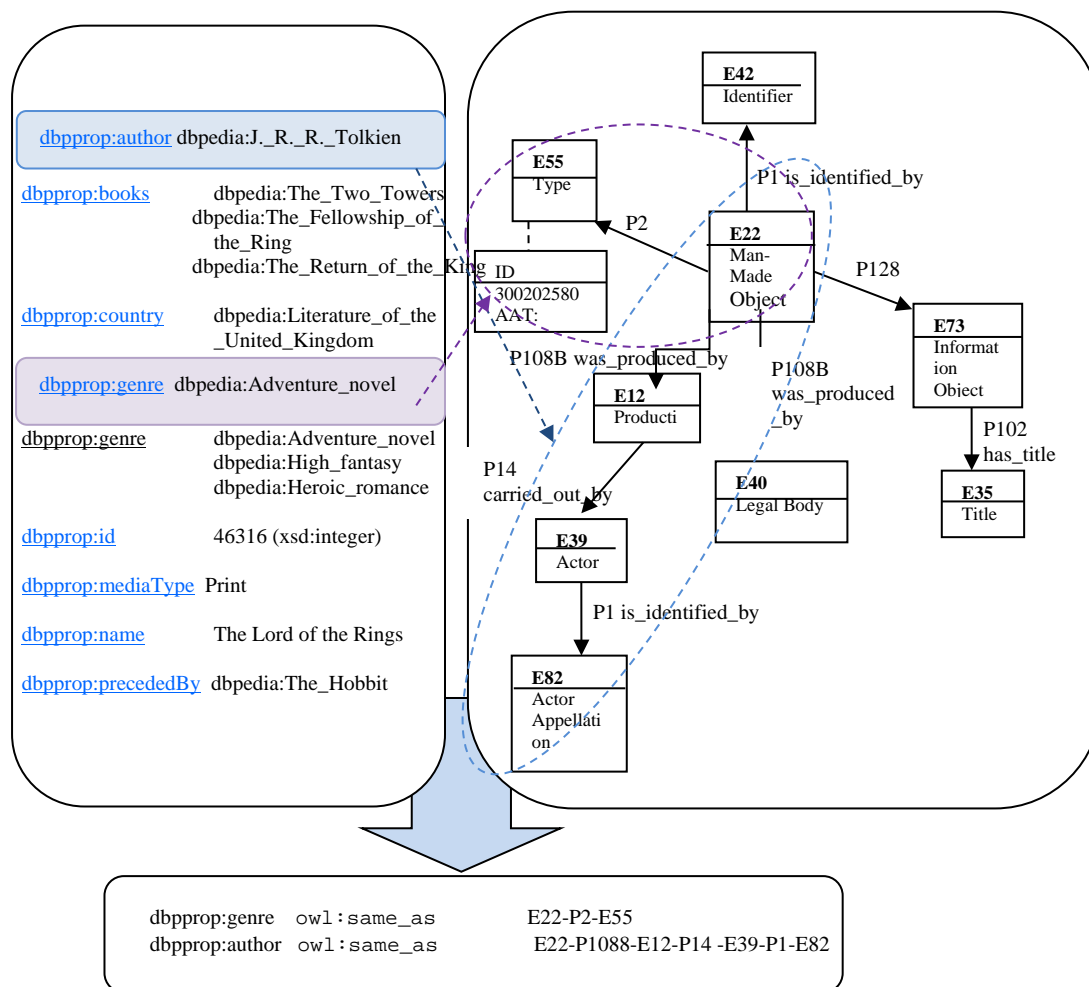 dbpprop:author dbpedia:J._R._R._Tolkien
dbpprop:books dbpedia:The_Two_Towers
dbpedia:The_Fellowship_of_
the_Ring
dbpedia:The_Return_of_the_King
dbpprop:country dbpedia:Literature_of_the
_United_Kingdom
dbpprop:genre dbpedia:Adventure_novel
dbpprop:genre dbpedia:Adventure_novel
dbpedia:High_fantasy
dbpedia:Heroic_romance
dbpprop:id 46316 (xsd:integer)
dbpprop:mediaType Print
dbpprop:name The Lord of the Rings
dbpprop:precededBy dbpedia:The_Hobbit
E42
Identifier
P1 is_identified_by
E55
Type
P2
ID
300202580
AAT:
E22
Man-
Made
Object
P128
E73
Informat
ion
Object
P102
has_title
E35
Title
P108B was_produced_by
E12
Producti
P108B
was_produced
_by
P14
carried_out_by
E40
Legal Body
E39
Actor
P1 is_identified_by
E82
Actor
Appellati
on
dbpprop:genre owl:same_as E22-P2-E55
dbpprop:author owl:same_as E22-P1088-E12-P14 -E39-P1-E82